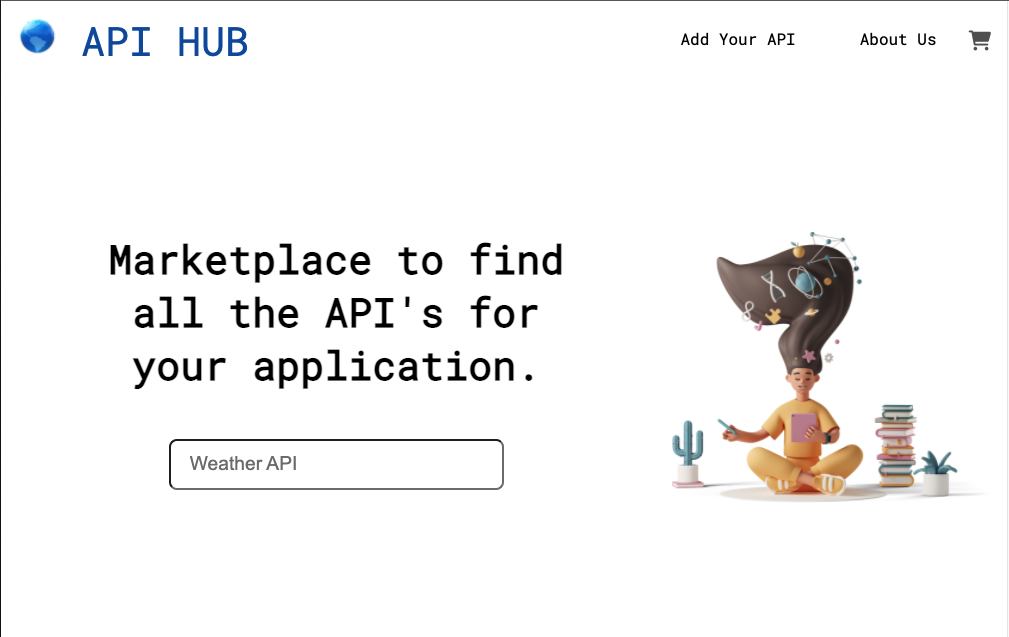 API HUB
Add Your API
About Us
Marketplace to find
all the API's for
your application.
Weather API